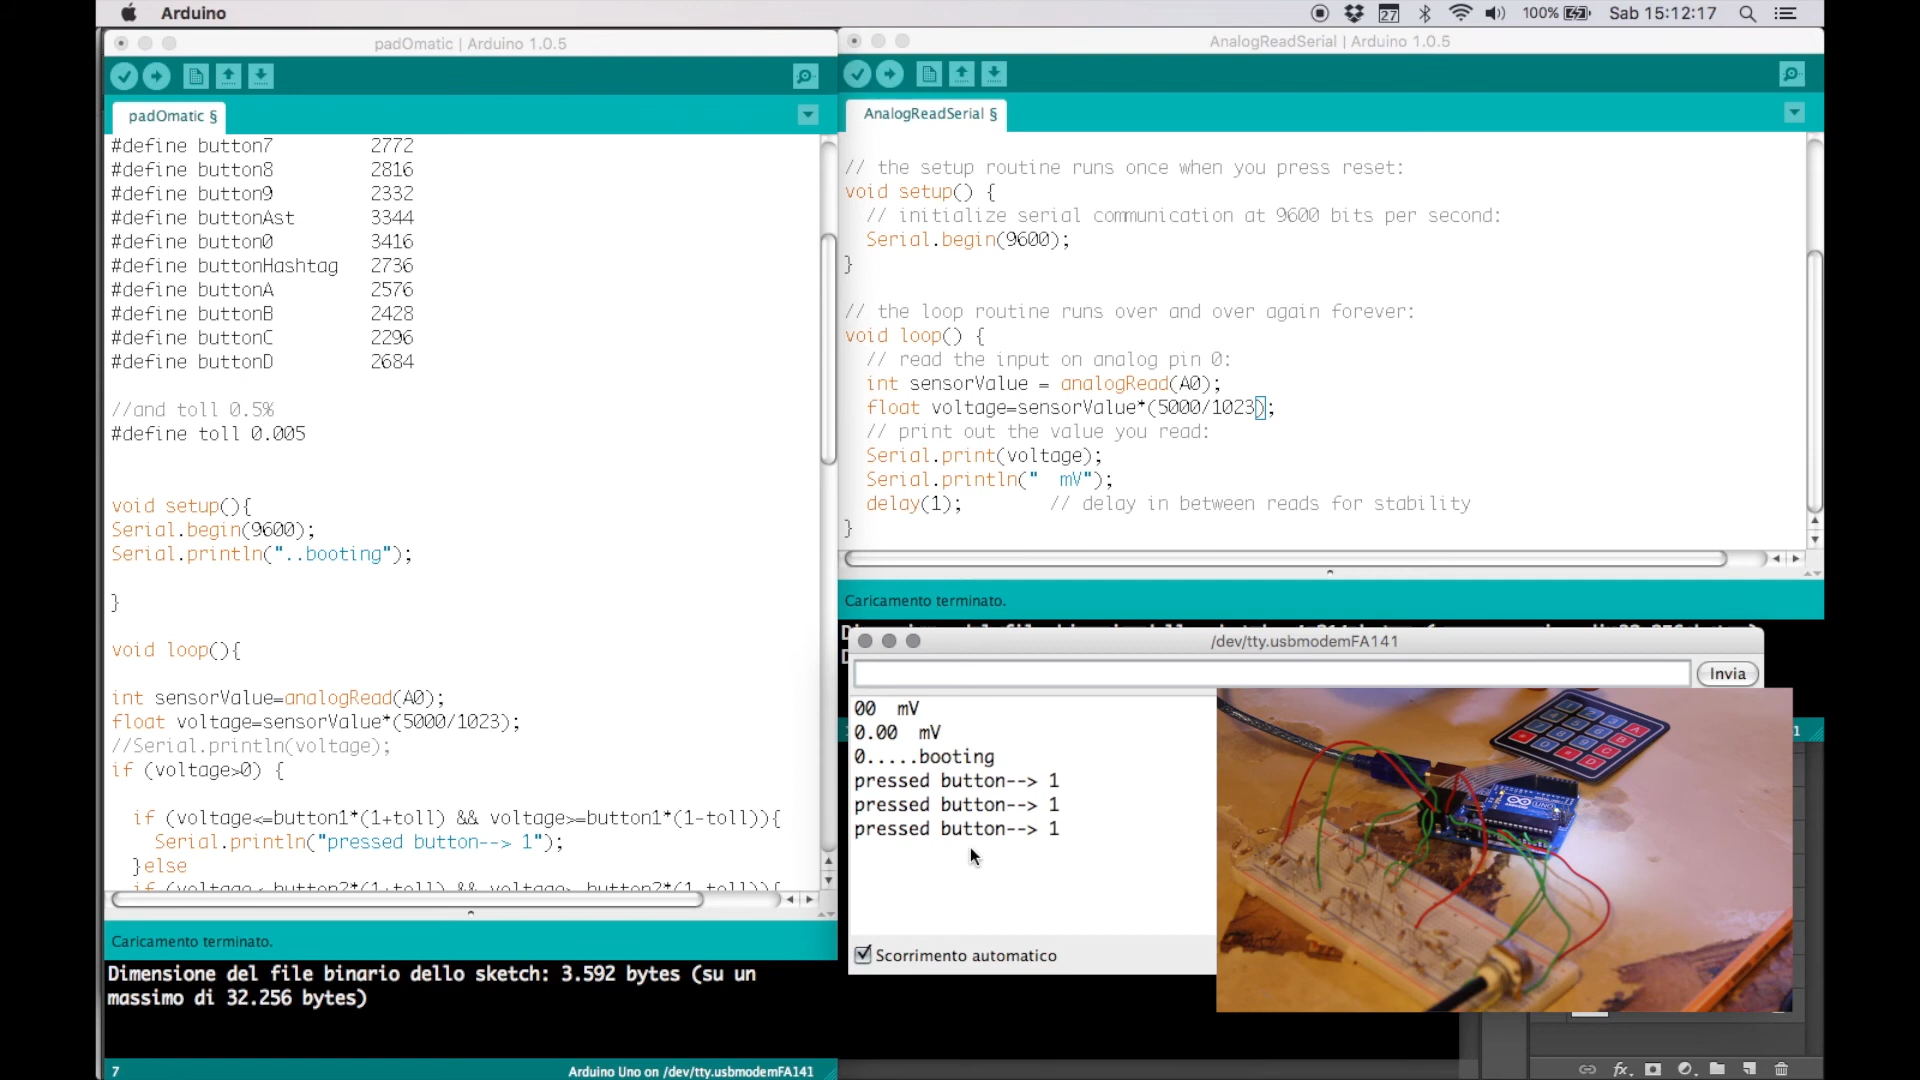 Arduino
27
100%
Sab 15:12:17
padOmatic | Arduino 1.0.5
padOmatic §
#define button7 2772
#define button8 2816
#define button9 2332
#define buttonAst 3344
#define button0 3416
#define buttonHashtag 2736
#define buttonA 2576
#define buttonB 2428
#define buttonC 2296
#define buttonD 2684
//and toll 0.5%
#define toll 0.005
void setup(){
Serial.begin(9600);
Serial.println("..booting");
}
void loop(){
int sensorValue=analogRead(A0);
float voltage=sensorValue*(5000/1023);
//Serial.println(voltage);
if (voltage>0) {
if (voltage<=button1*(1+toll) && voltage>=button1*(1-toll)){
Serial.println("pressed button--> 1");
}else
Caricamento terminato.
Dimensione del file binario dello sketch: 3.592 bytes (su un
massimo di 32.256 bytes)
7
Arduino Uno on /dev/tty.usbmodemFA141
AnalogReadSerial | Arduino 1.0.5
AnalogReadSerial §
// the setup routine runs once when you press reset:
void setup() {
// initialize serial communication at 9600 bits per second:
Serial.begin(9600);
}
// the loop routine runs over and over again forever:
void loop() {
// read the input on analog pin 0:
int sensorValue = analogRead(A0);
float voltage=sensorValue*(5000/1023);
// print out the value you read:
Serial.print(voltage);
Serial.println("  mV");
delay(1); // delay in between reads for stability
}
Caricamento terminato.
/dev/tty.usbmodemFA141
Invia
00 mV
0.00 mV
0.....booting
pressed button--> 1
pressed button--> 1
pressed button--> 1
Scorrimento automatico
UNO
fx